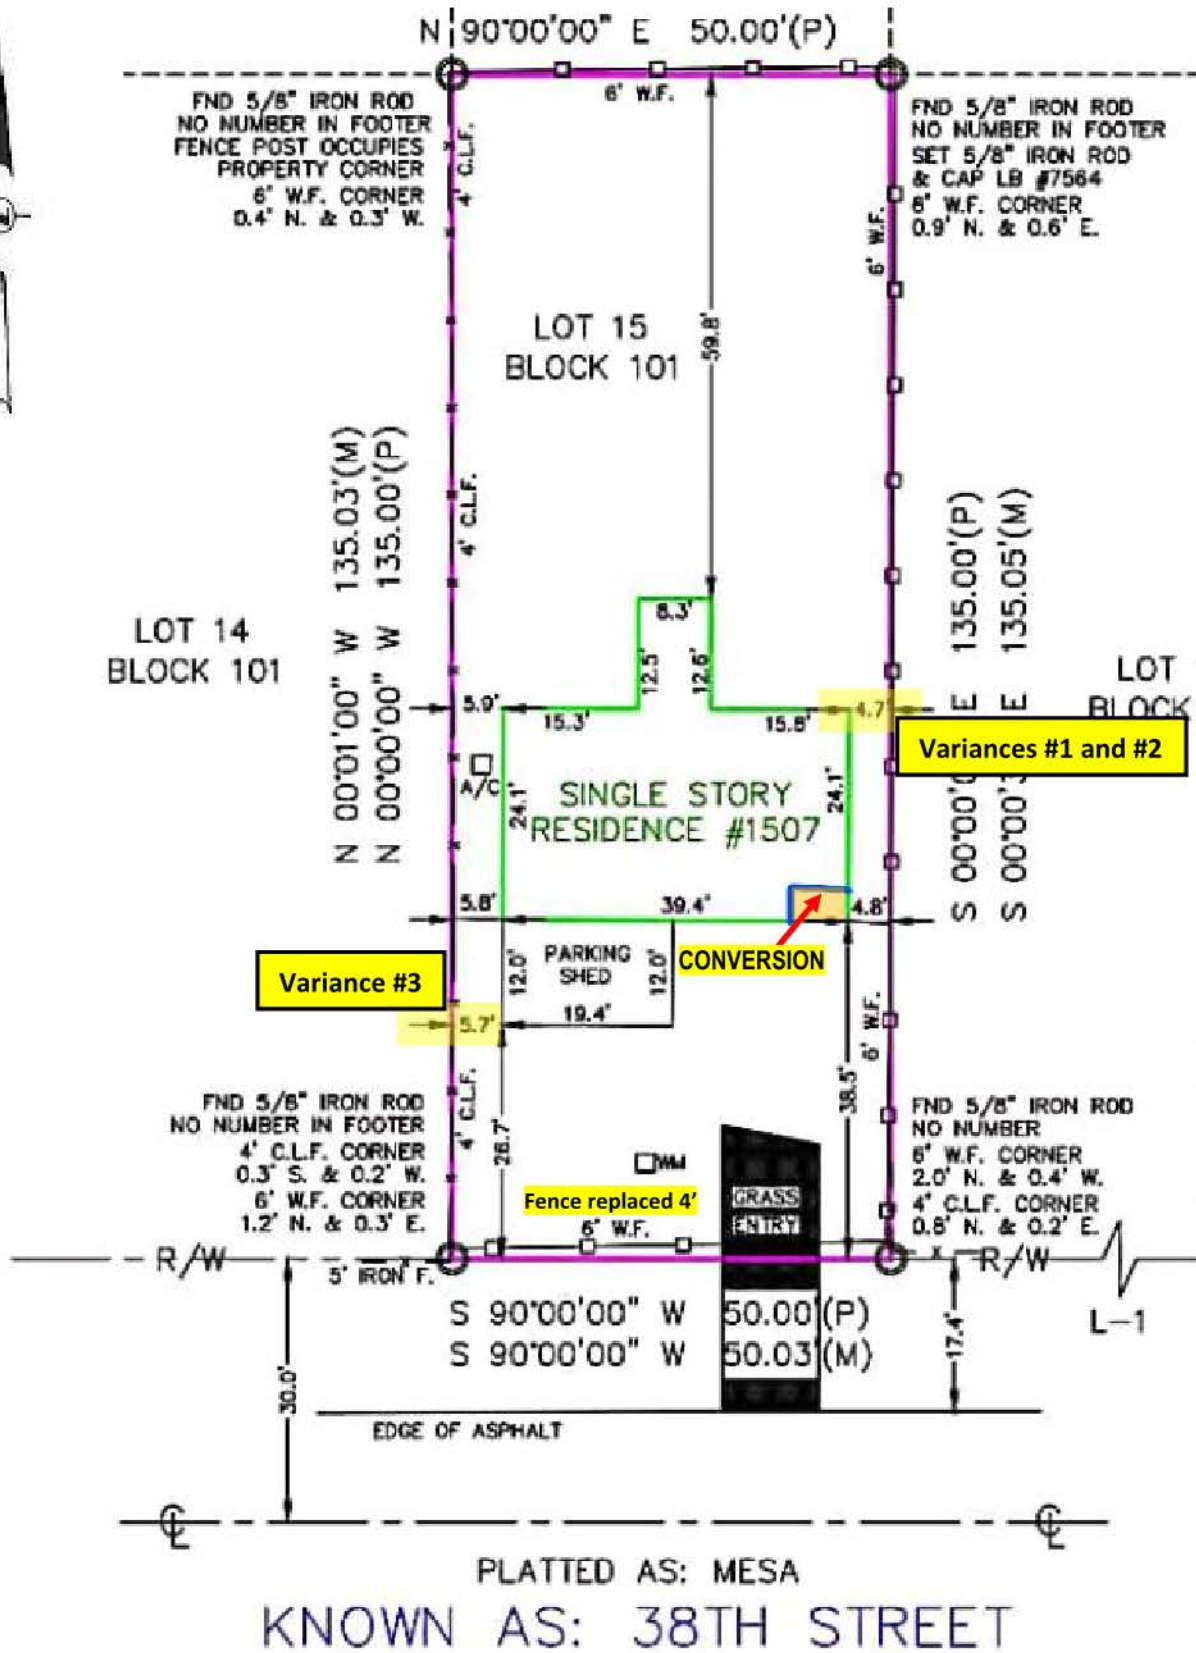 N 90°00'00" E 50.00'(P)
6' W.F.
FND 5/8" IRON ROD
NO NUMBER IN FOOTER
FENCE POST OCCUPIES
PROPERTY CORNER
6' W.F. CORNER
0.4' N. & 0.3' W.
4' C.L.F.
FND 5/8" IRON ROD
NO NUMBER IN FOOTER
SET 5/8" IRON ROD
& CAP LB #7564
6' W.F. CORNER
0.9' N. & 0.6' E.
6' W.F.
LOT 15
BLOCK 101
59.8'
N 00°01'00" W 135.03'(M)
N 00°00'00" W 135.00'(P)
4' C.L.F.
LOT 14
BLOCK 101
S 00°00' E 135.00'(P)
S 00°00' E 135.05'(M)
LOT
BLOCK
8.3'
12.5'
12.6'
5.9'
15.3'
15.8'
4.7'
Variances #1 and #2
A/C
24.1'
SINGLE STORY
RESIDENCE #1507
24.1'
5.8'
39.4'
4.8'
CONVERSION
PARKING
SHED
12.0'
12.0'
19.4'
Variance #3
5.7'
6' W.F.
38.5'
4' C.L.F.
26.7'
FND 5/8" IRON ROD
NO NUMBER IN FOOTER
4' C.L.F. CORNER
0.3' S. & 0.2' W.
6' W.F. CORNER
1.2' N. & 0.3' E.
FND 5/8" IRON ROD
NO NUMBER
6' W.F. CORNER
2.0' N. & 0.4' W.
4' C.L.F. CORNER
0.8' N. & 0.2' E.
WM
Fence replaced 4'
6' W.F.
GRASS
ENTRY
R/W
R/W
5' IRON F.
L-1
S 90°00'00" W 50.00'(P)
S 90°00'00" W 50.03'(M)
17.4'
30.0'
EDGE OF ASPHALT
PLATTED AS: MESA
KNOWN AS: 38TH STREET